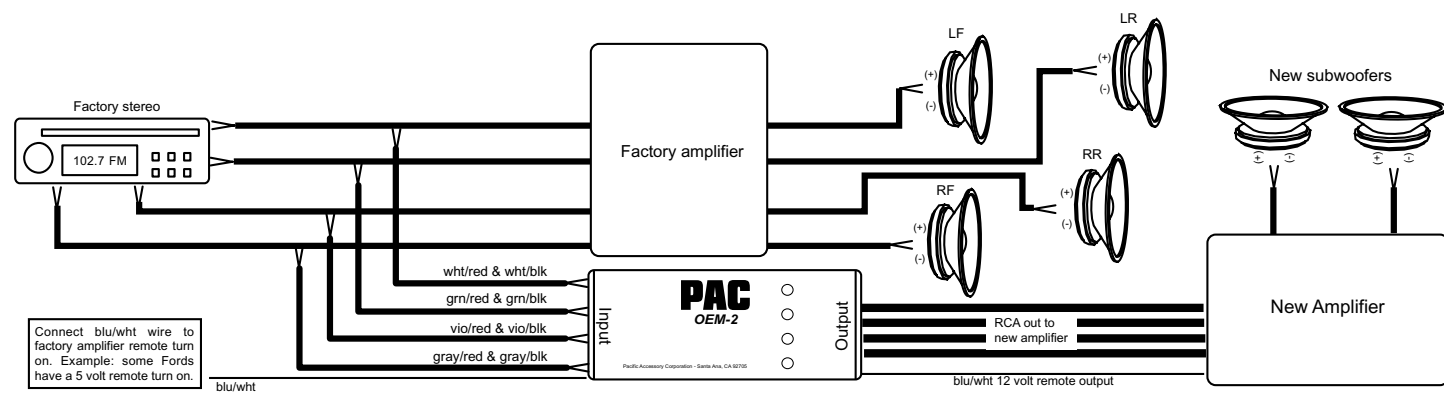 LF
LR
(+)
(-)
(+)
(-)
New subwoofers
Factory stereo
102.7 FM
Factory amplifier
(+) (-)
(+) (-)
RR
RF
(+)
(-)
(+)
(-)
wht/red & wht/blk
grn/red & grn/blk
vio/red & vio/blk
gray/red & gray/blk
Input
PAC
OEM-2
Output
Pacific Accessory Corporation - Santa Ana, CA 92705
RCA out to
new amplifier
New Amplifier
Connect blu/wht wire to
factory amplifier remote turn
on. Example: some Fords
have a 5 volt remote turn on.
blu/wht
blu/wht 12 volt remote output